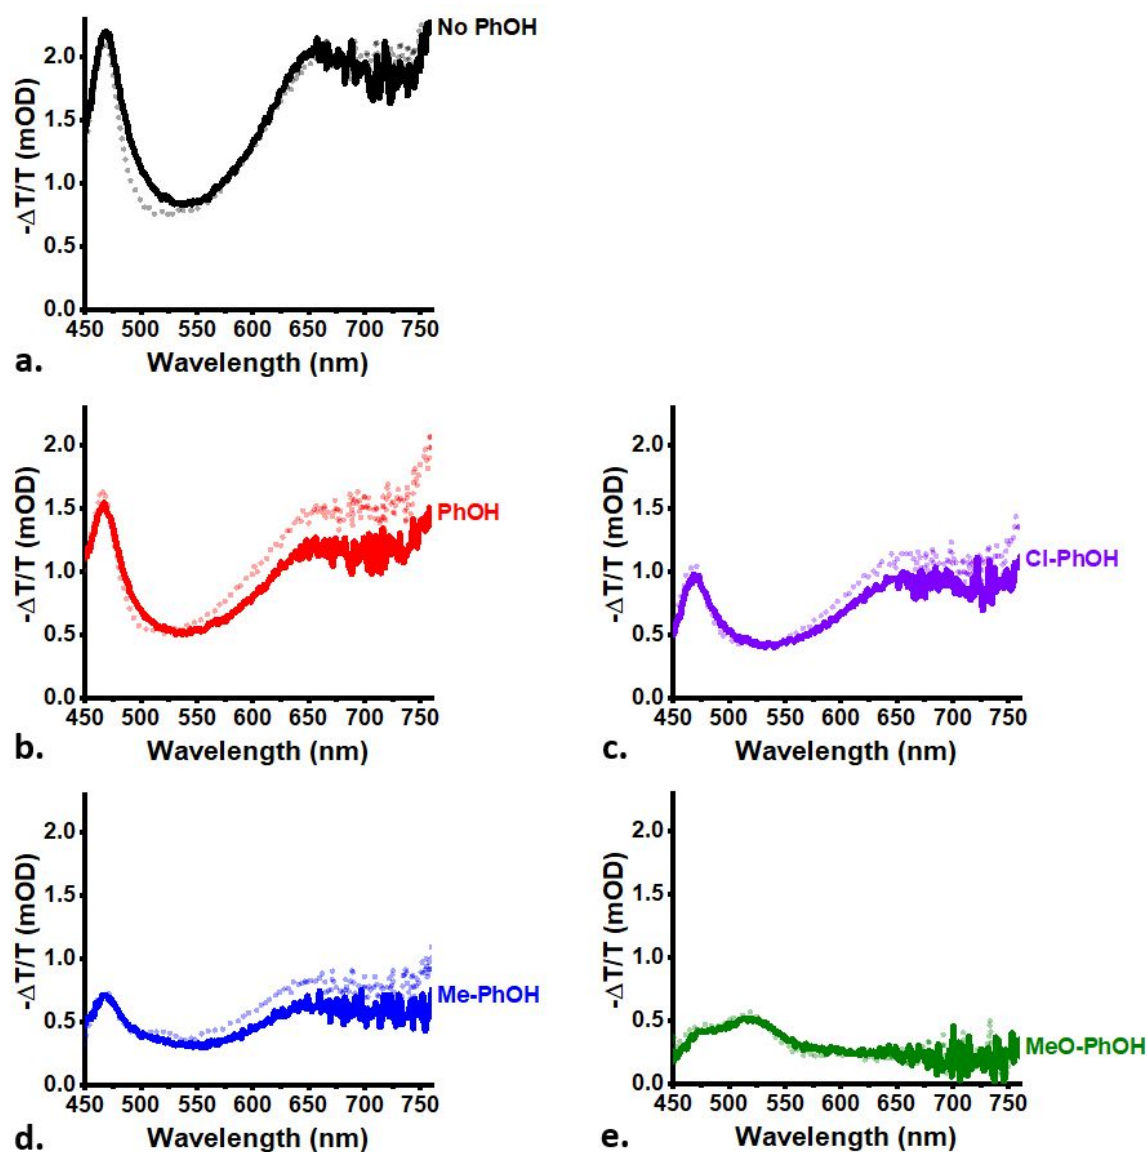 No PhOH
-ΔT/T (mOD)
2.0
1.5
1.0
0.5
0.0
450 500 550 600 650 700 750
Wavelength (nm)
a.
PhOH
-ΔT/T (mOD)
2.0
1.5
1.0
0.5
0.0
450 500 550 600 650 700 750
Wavelength (nm)
b.
Cl-PhOH
-ΔT/T (mOD)
2.0
1.5
1.0
0.5
0.0
450 500 550 600 650 700 750
Wavelength (nm)
c.
Me-PhOH
-ΔT/T (mOD)
2.0
1.5
1.0
0.5
0.0
450 500 550 600 650 700 750
Wavelength (nm)
d.
MeO-PhOH
-ΔT/T (mOD)
2.0
1.5
1.0
0.5
0.0
450 500 550 600 650 700 750
Wavelength (nm)
e.